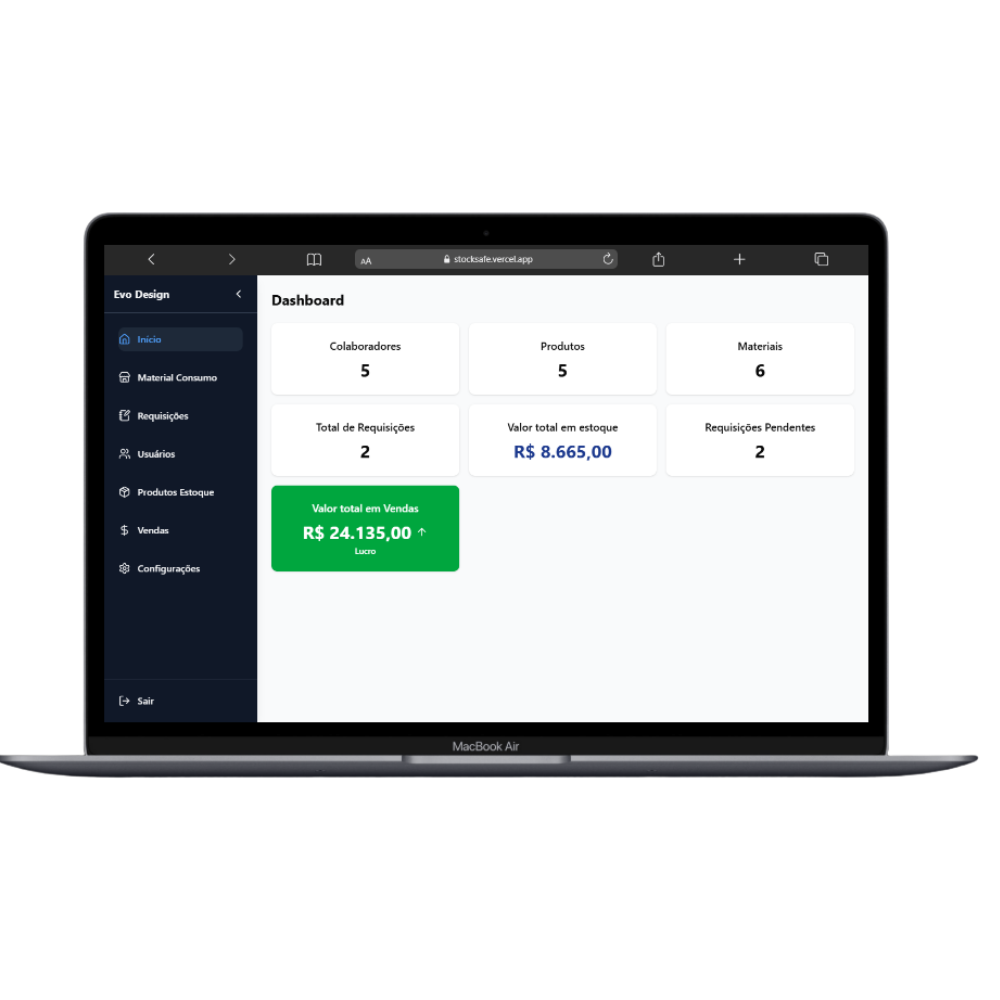 AA
stocksafe.vercel.app
Evo Design
Início
Material Consumo
Requisições
Usuários
Produtos Estoque
Vendas
Configurações
Sair
Dashboard
Colaboradores
5
Produtos
5
Materiais
6
Total de Requisições
2
Valor total em estoque
R$ 8.665,00
Requisições Pendentes
2
Valor total em Vendas
R$ 24.135,00 ↑
Lucro
MacBook Air